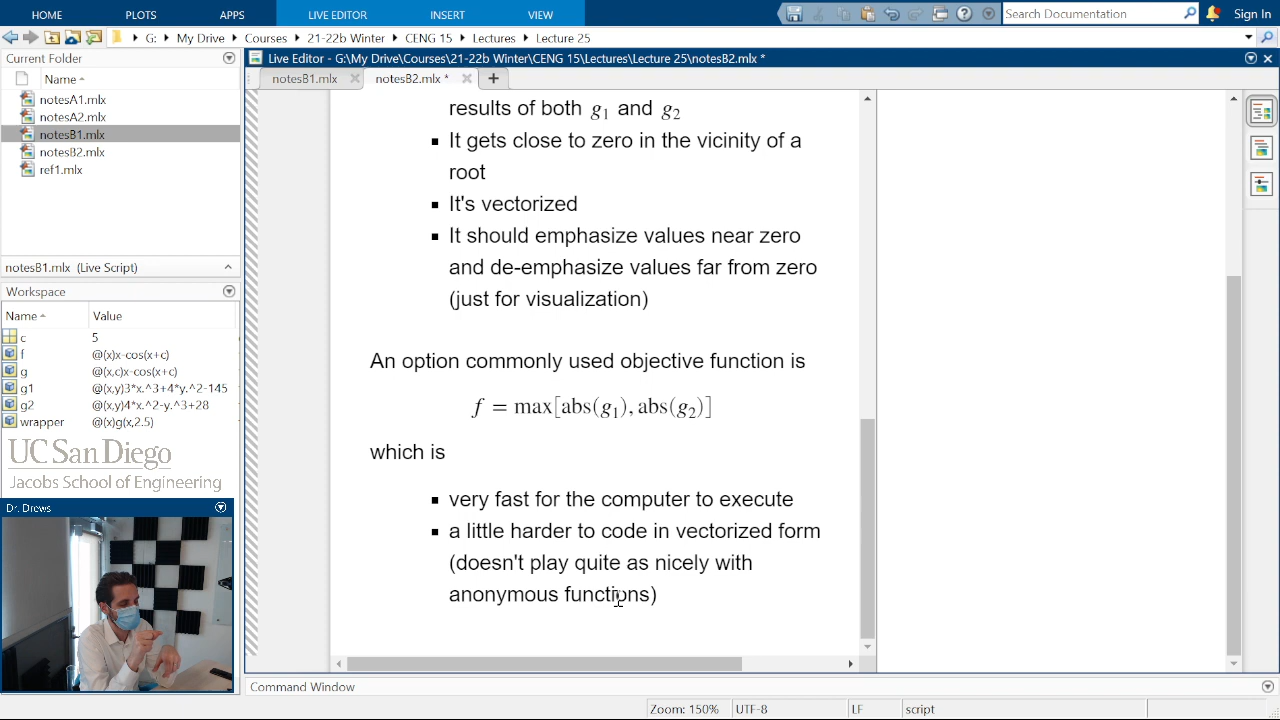 HOME PLOTS APPS LIVE EDITOR INSERT VIEW Search Documentation Sign In
G: My Drive Courses 21-22b Winter CENG 15 Lectures Lecture 25
Current Folder
Live Editor - G:\My Drive\Courses\21-22b Winter\CENG 15\Lectures\Lecture 25\notesB2.mlx *
Name
notesB1.mlx
notesB2.mlx *
notesA1.mlx
notesA2.mlx
notesB1.mlx
notesB2.mlx
ref1.mlx
notesB1.mlx (Live Script)
Workspace
Name Value
c 5
f @(x)x-cos(x+c)
g @(x,c)x-cos(x+c)
g1 @(x,y)3*x.^3+4*y.^2-145
g2 @(x,y)4*x.^2-y.^3+28
wrapper @(x)g(x,2.5)
UC San Diego
Jacobs School of Engineering
Dr. Drews
results of both g1 and g2
▪ It gets close to zero in the vicinity of a
root
▪ It's vectorized
▪ It should emphasize values near zero
and de-emphasize values far from zero
(just for visualization)
An option commonly used objective function is
f = max[abs(g1), abs(g2)]
which is
▪ very fast for the computer to execute
▪ a little harder to code in vectorized form
(doesn't play quite as nicely with
anonymous functions)
Command Window
Zoom: 150% UTF-8 LF script